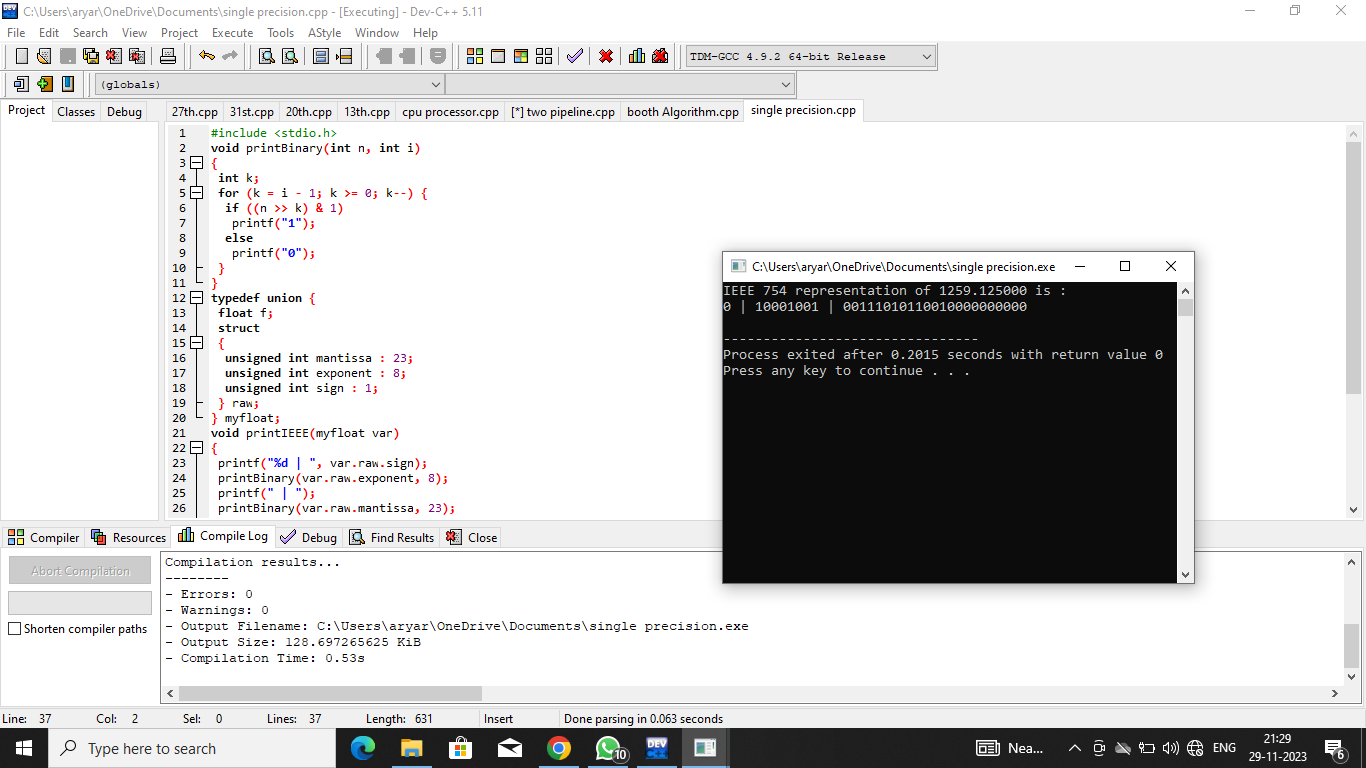 C:\Users\aryar\OneDrive\Documents\single precision.cpp - [Executing] - Dev-C++ 5.11
File Edit Search View Project Execute Tools AStyle Window Help
TDM-GCC 4.9.2 64-bit Release
(globals)
Project Classes Debug
27th.cpp 31st.cpp 20th.cpp 13th.cpp cpu processor.cpp [*] two pipeline.cpp booth Algorithm.cpp single precision.cpp
1 #include <stdio.h>
2 void printBinary(int n, int i)
3 {
4 int k;
5 for (k = i - 1; k >= 0; k--) {
6 if ((n >> k) & 1)
7 printf("1");
8 else
9 printf("0");
10 }
11 }
12 typedef union {
13 float f;
14 struct
15 {
16 unsigned int mantissa : 23;
17 unsigned int exponent : 8;
18 unsigned int sign : 1;
19 } raw;
20 } myfloat;
21 void printIEEE(myfloat var)
22 {
23 printf("%d | ", var.raw.sign);
24 printBinary(var.raw.exponent, 8);
25 printf(" | ");
26 printBinary(var.raw.mantissa, 23);
C:\Users\aryar\OneDrive\Documents\single precision.exe
IEEE 754 representation of 1259.125000 is :
0 | 10001001 | 00111010110010000000000
--------------------------------
Process exited after 0.2015 seconds with return value 0
Press any key to continue . . .
Compiler Resources Compile Log Debug Find Results Close
Abort Compilation
Shorten compiler paths
Compilation results...
--------
- Errors: 0
- Warnings: 0
- Output Filename: C:\Users\aryar\OneDrive\Documents\single precision.exe
- Output Size: 128.697265625 KiB
- Compilation Time: 0.53s
Line: 37 Col: 2 Sel: 0 Lines: 37 Length: 631 Insert Done parsing in 0.063 seconds
Type here to search
10
DEV
Nea...
ENG
21:29
29-11-2023
6